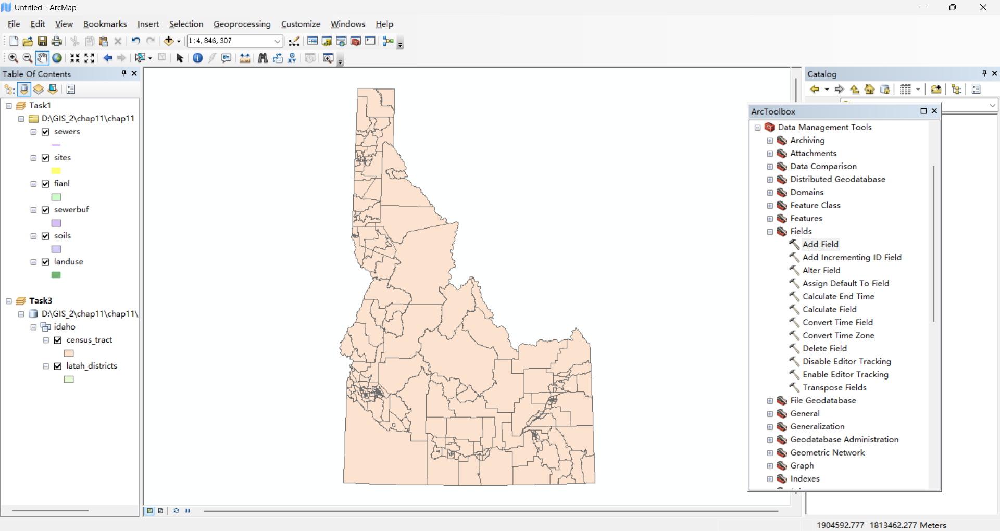 Untitled - ArcMap
File Edit View Bookmarks Insert Selection Geoprocessing Customize Windows Help
1:4, 846, 307
Table Of Contents
Task1
D:\GIS_2\chap11\chap11
sewers
sites
fianl
sewerbuf
soils
landuse
Task3
D:\GIS_2\chap11\chap11\
idaho
census_tract
latah_districts
Catalog
ArcToolbox
Data Management Tools
Archiving
Attachments
Data Comparison
Distributed Geodatabase
Domains
Feature Class
Features
Fields
Add Field
Add Incrementing ID Field
Alter Field
Assign Default To Field
Calculate End Time
Calculate Field
Convert Time Field
Convert Time Zone
Delete Field
Disable Editor Tracking
Enable Editor Tracking
Transpose Fields
File Geodatabase
General
Generalization
Geodatabase Administration
Geometric Network
Graph
Indexes
1904592.777 1813462.277 Meters